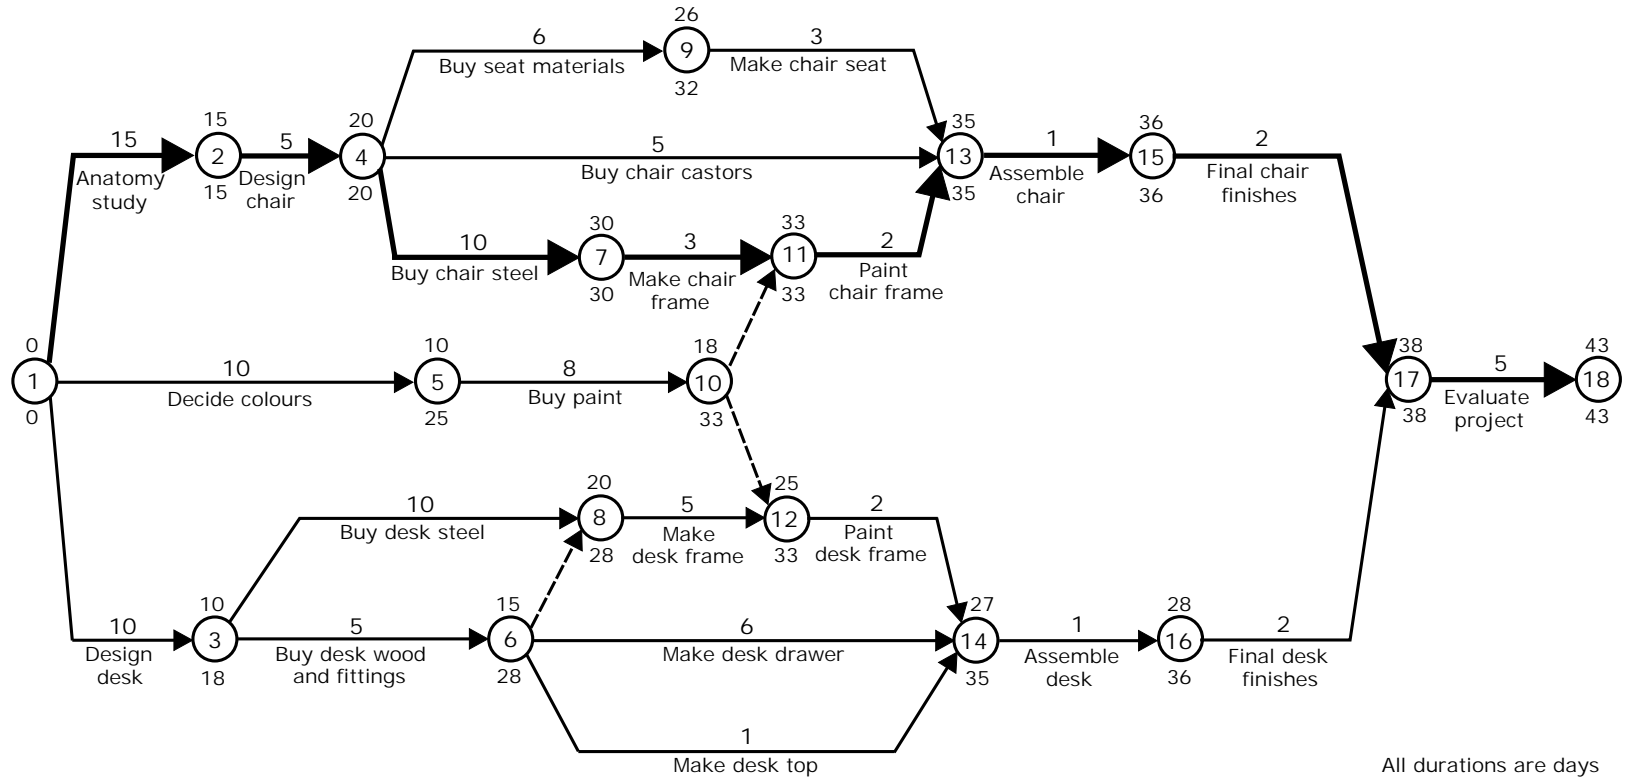 26
6
9
3
Buy seat materials
Make chair seat
32
15
20
35
36
15
2
5
4
5
13
1
15
2
Anatomy
study
15
Design
chair
20
Buy chair castors
35
Assemble
chair
36
Final chair
finishes
30
33
10
7
3
11
2
Buy chair steel
30
Make chair
frame
33
Paint
chair frame
0
10
18
38
43
1
10
5
8
10
17
5
18
0
Decide colours
25
Buy paint
33
38
Evaluate
project
43
20
25
10
8
5
12
2
Buy desk steel
28
Make
desk frame
33
Paint
desk frame
10
15
27
28
10
3
5
6
6
14
1
16
2
Design
desk
18
Buy desk wood
and fittings
28
Make desk drawer
35
Assemble
desk
36
Final desk
finishes
1
Make desk top
All durations are days